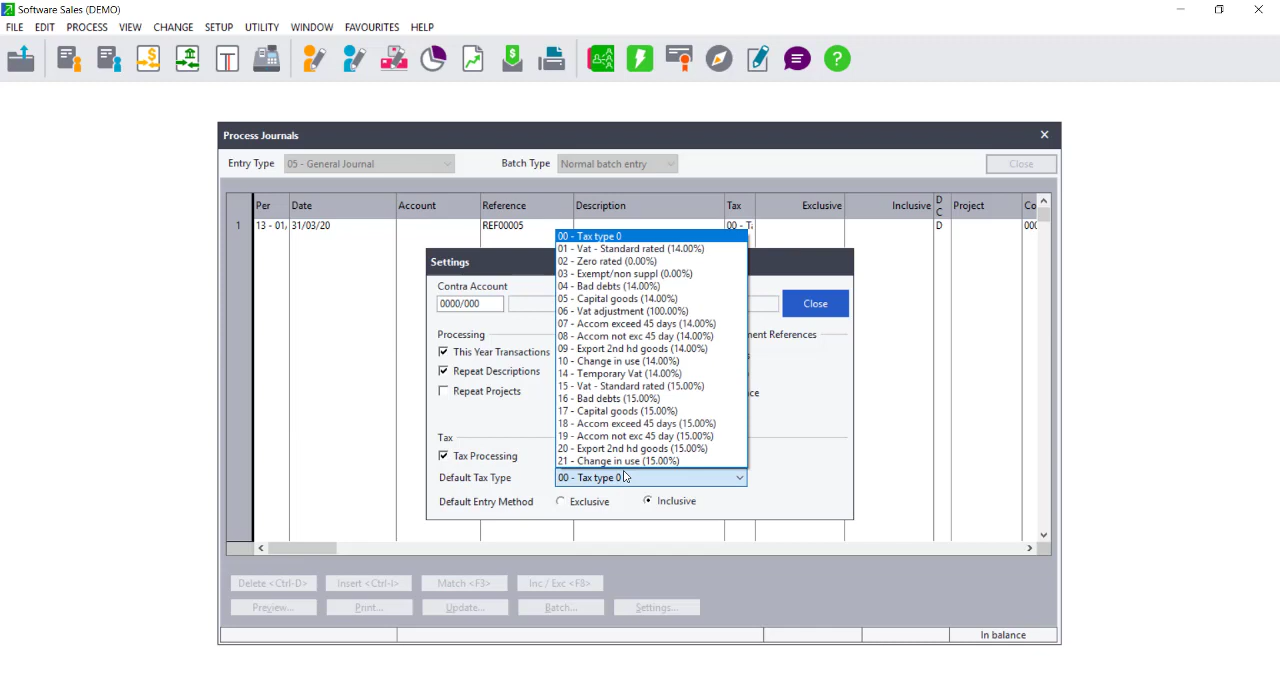 Software Sales (DEMO)
FILE EDIT PROCESS VIEW CHANGE SETUP UTILITY WINDOW FAVOURITES HELP
Process Journals
Entry Type 05 - General Journal Batch Type Normal batch entry Close
Per Date Account Reference Description Tax Exclusive Inclusive D C Project Co
1 13 - 01, 31/03/20 REF00005 00 - T D 000
Settings
Contra Account
0000/000 Close
Processing ment References
This Year Transactions
Repeat Descriptions
Repeat Projects ce
Tax
Tax Processing
Default Tax Type 00 - Tax type 0
Default Entry Method Exclusive Inclusive
00 - Tax type 0
01 - Vat - Standard rated (14.00%)
02 - Zero rated (0.00%)
03 - Exempt/non suppl (0.00%)
04 - Bad debts (14.00%)
05 - Capital goods (14.00%)
06 - Vat adjustment (100.00%)
07 - Accom exceed 45 days (14.00%)
08 - Accom not exc 45 day (14.00%)
09 - Export 2nd hd goods (14.00%)
10 - Change in use (14.00%)
14 - Temporary Vat (14.00%)
15 - Vat - Standard rated (15.00%)
16 - Bad debts (15.00%)
17 - Capital goods (15.00%)
18 - Accom exceed 45 days (15.00%)
19 - Accom not exc 45 day (15.00%)
20 - Export 2nd hd goods (15.00%)
21 - Change in use (15.00%)
Delete <Ctrl-D> Insert <Ctrl-I> Match <F3> Inc / Exc <F8>
Preview... Print... Update... Batch... Settings...
In balance